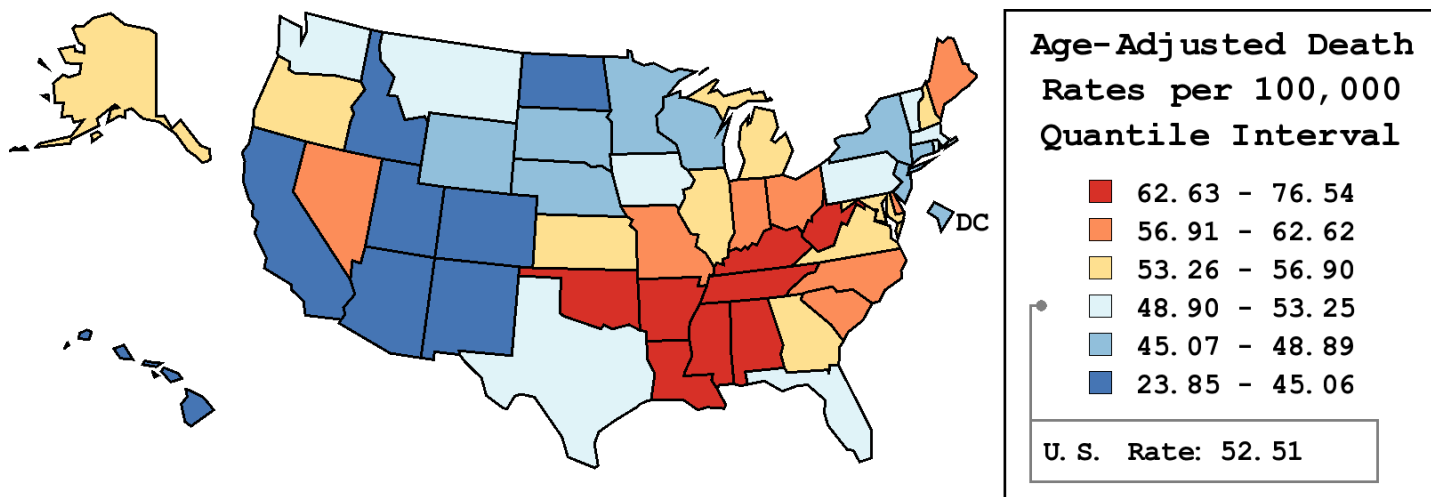 Age-Adjusted Death
Rates per 100,000
Quantile Interval
62.63 - 76.54
56.91 - 62.62
53.26 - 56.90
48.90 - 53.25
45.07 - 48.89
23.85 - 45.06
U.S. Rate: 52.51
DC